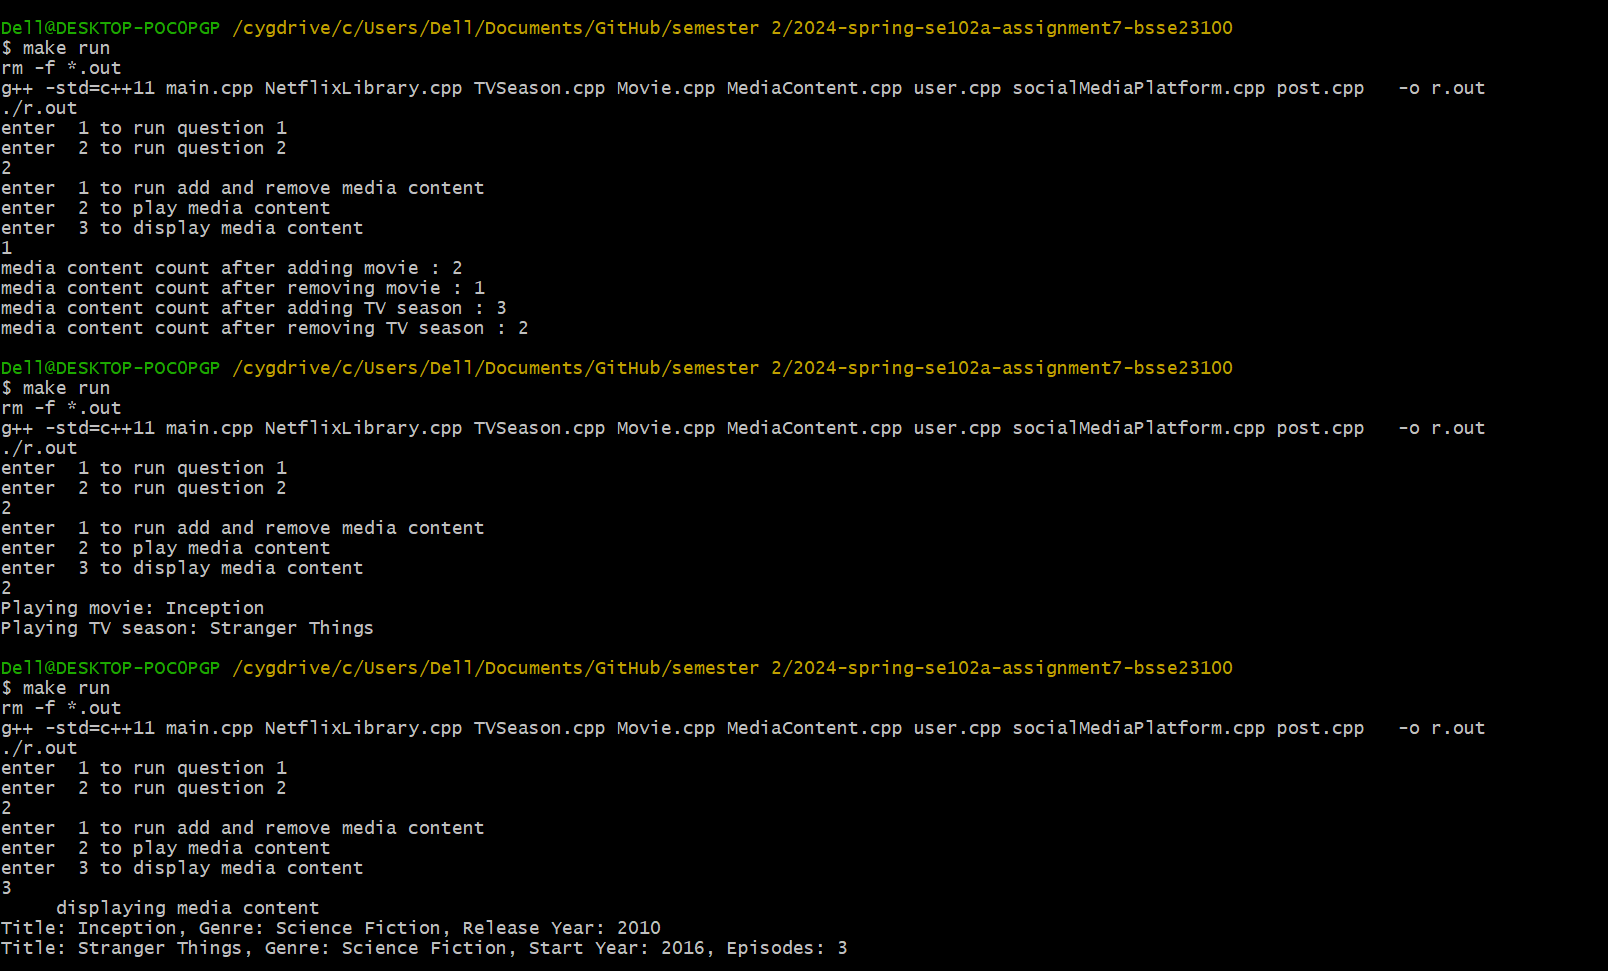 Dell@DESKTOP-POC0PGP /cygdrive/c/Users/Dell/Documents/GitHub/semester 2/2024-spring-se102a-assignment7-bsse23100
$ make run
rm -f *.out
g++ -std=c++11 main.cpp NetflixLibrary.cpp TVSeason.cpp Movie.cpp MediaContent.cpp user.cpp socialMediaPlatform.cpp post.cpp   -o r.out
./r.out
enter  1 to run question 1
enter  2 to run question 2
2
enter  1 to run add and remove media content
enter  2 to play media content
enter  3 to display media content
1
media content count after adding movie : 2
media content count after removing movie : 1
media content count after adding TV season : 3
media content count after removing TV season : 2
Dell@DESKTOP-POC0PGP /cygdrive/c/Users/Dell/Documents/GitHub/semester 2/2024-spring-se102a-assignment7-bsse23100
$ make run
rm -f *.out
g++ -std=c++11 main.cpp NetflixLibrary.cpp TVSeason.cpp Movie.cpp MediaContent.cpp user.cpp socialMediaPlatform.cpp post.cpp   -o r.out
./r.out
enter  1 to run question 1
enter  2 to run question 2
2
enter  1 to run add and remove media content
enter  2 to play media content
enter  3 to display media content
2
Playing movie: Inception
Playing TV season: Stranger Things
Dell@DESKTOP-POC0PGP /cygdrive/c/Users/Dell/Documents/GitHub/semester 2/2024-spring-se102a-assignment7-bsse23100
$ make run
rm -f *.out
g++ -std=c++11 main.cpp NetflixLibrary.cpp TVSeason.cpp Movie.cpp MediaContent.cpp user.cpp socialMediaPlatform.cpp post.cpp   -o r.out
./r.out
enter  1 to run question 1
enter  2 to run question 2
2
enter  1 to run add and remove media content
enter  2 to play media content
enter  3 to display media content
3
     displaying media content
Title: Inception, Genre: Science Fiction, Release Year: 2010
Title: Stranger Things, Genre: Science Fiction, Start Year: 2016, Episodes: 3